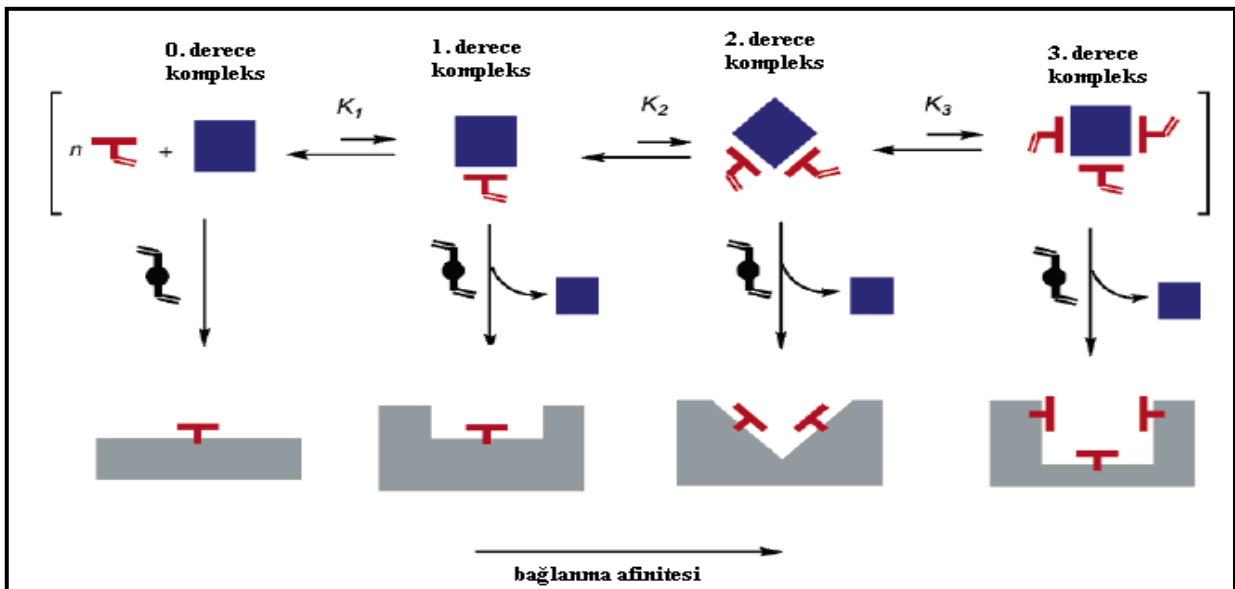 0. derece
kompleks
1. derece
kompleks
2. derece
kompleks
3. derece
kompleks
K1
K2
K3
n
+
bağlanma afinitesi